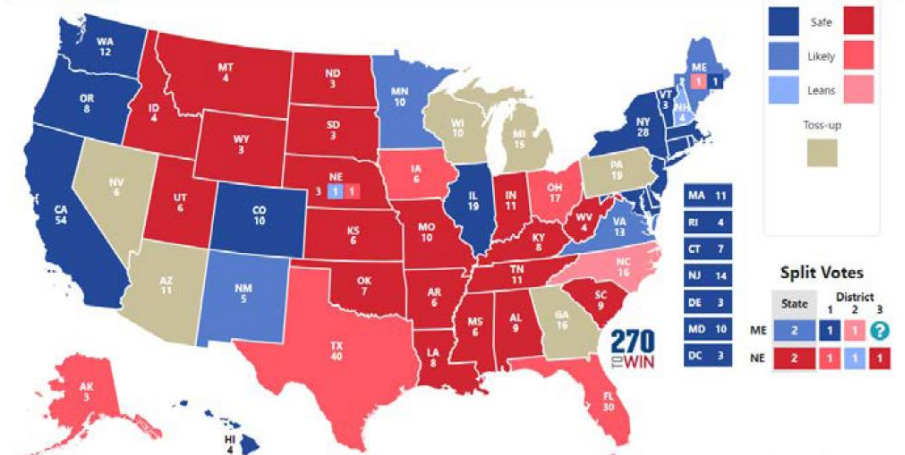 WA
12
OR
8
CA
54
NV
6
ID
4
MT
4
WY
3
UT
6
AZ
11
CO
10
NM
5
ND
3
SD
3
NE
3 1 1
KS
6
OK
7
TX
40
MN
10
IA
6
MO
10
AR
6
LA
8
WI
10
IL
19
MI
15
IN
11
OH
17
KY
8
TN
11
MS
6
AL
9
GA
16
FL
30
SC
9
NC
16
VA
13
WV
4
PA
19
NY
28
VT
3
NH
4
ME
2 1 1
AK
3
HI
4
MA 11
RI 4
CT 7
NJ 14
DE 3
MD 10
DC 3
270
TO WIN
Safe
Likely
Leans
Toss-up
Split Votes
State District
1 2 3
ME 2 1 1 ?
NE 2 1 1 1